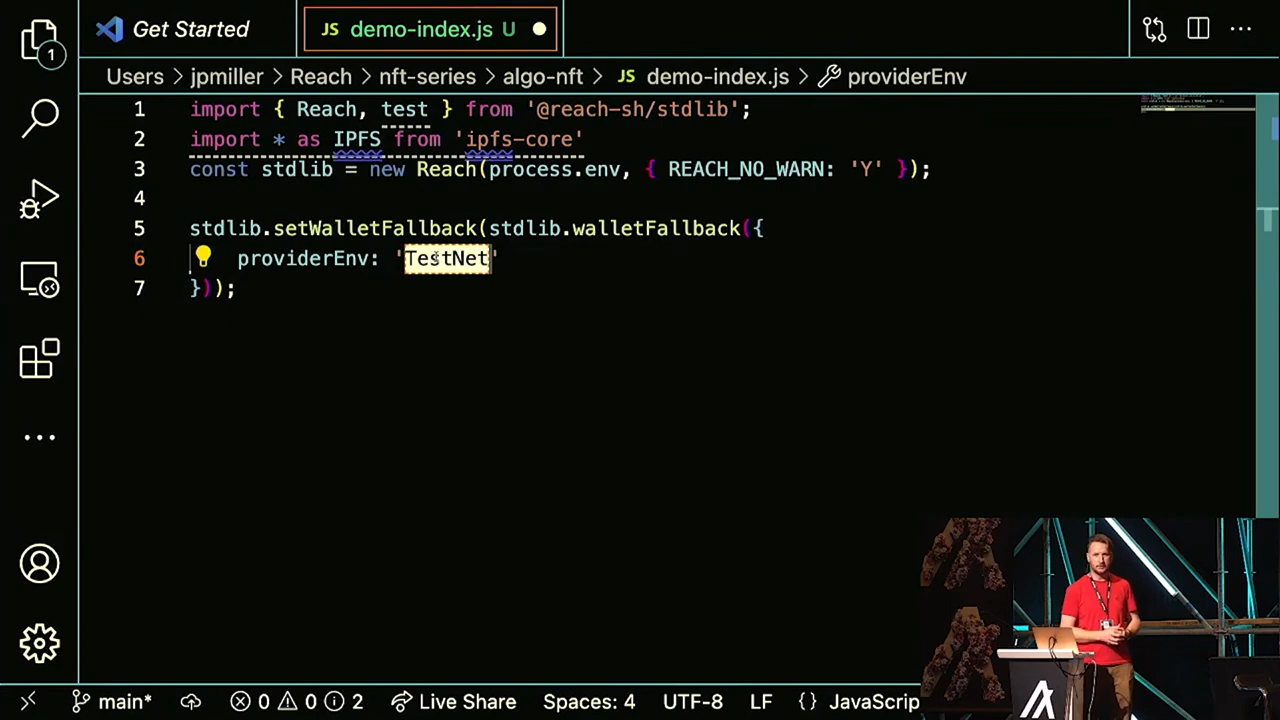 Get Started
JS demo-index.js U
1
Users > jpmiller > Reach > nft-series > algo-nft > JS demo-index.js > providerEnv
1 import { Reach, test } from '@reach-sh/stdlib';
2 import * as IPFS from 'ipfs-core'
3 const stdlib = new Reach(process.env, { REACH_NO_WARN: 'Y' });
4
5 stdlib.setWalletFallback(stdlib.walletFallback({
6 providerEnv: 'TestNet'
7 }));
main* 0 0 2 Live Share Spaces: 4 UTF-8 LF {} JavaScrip